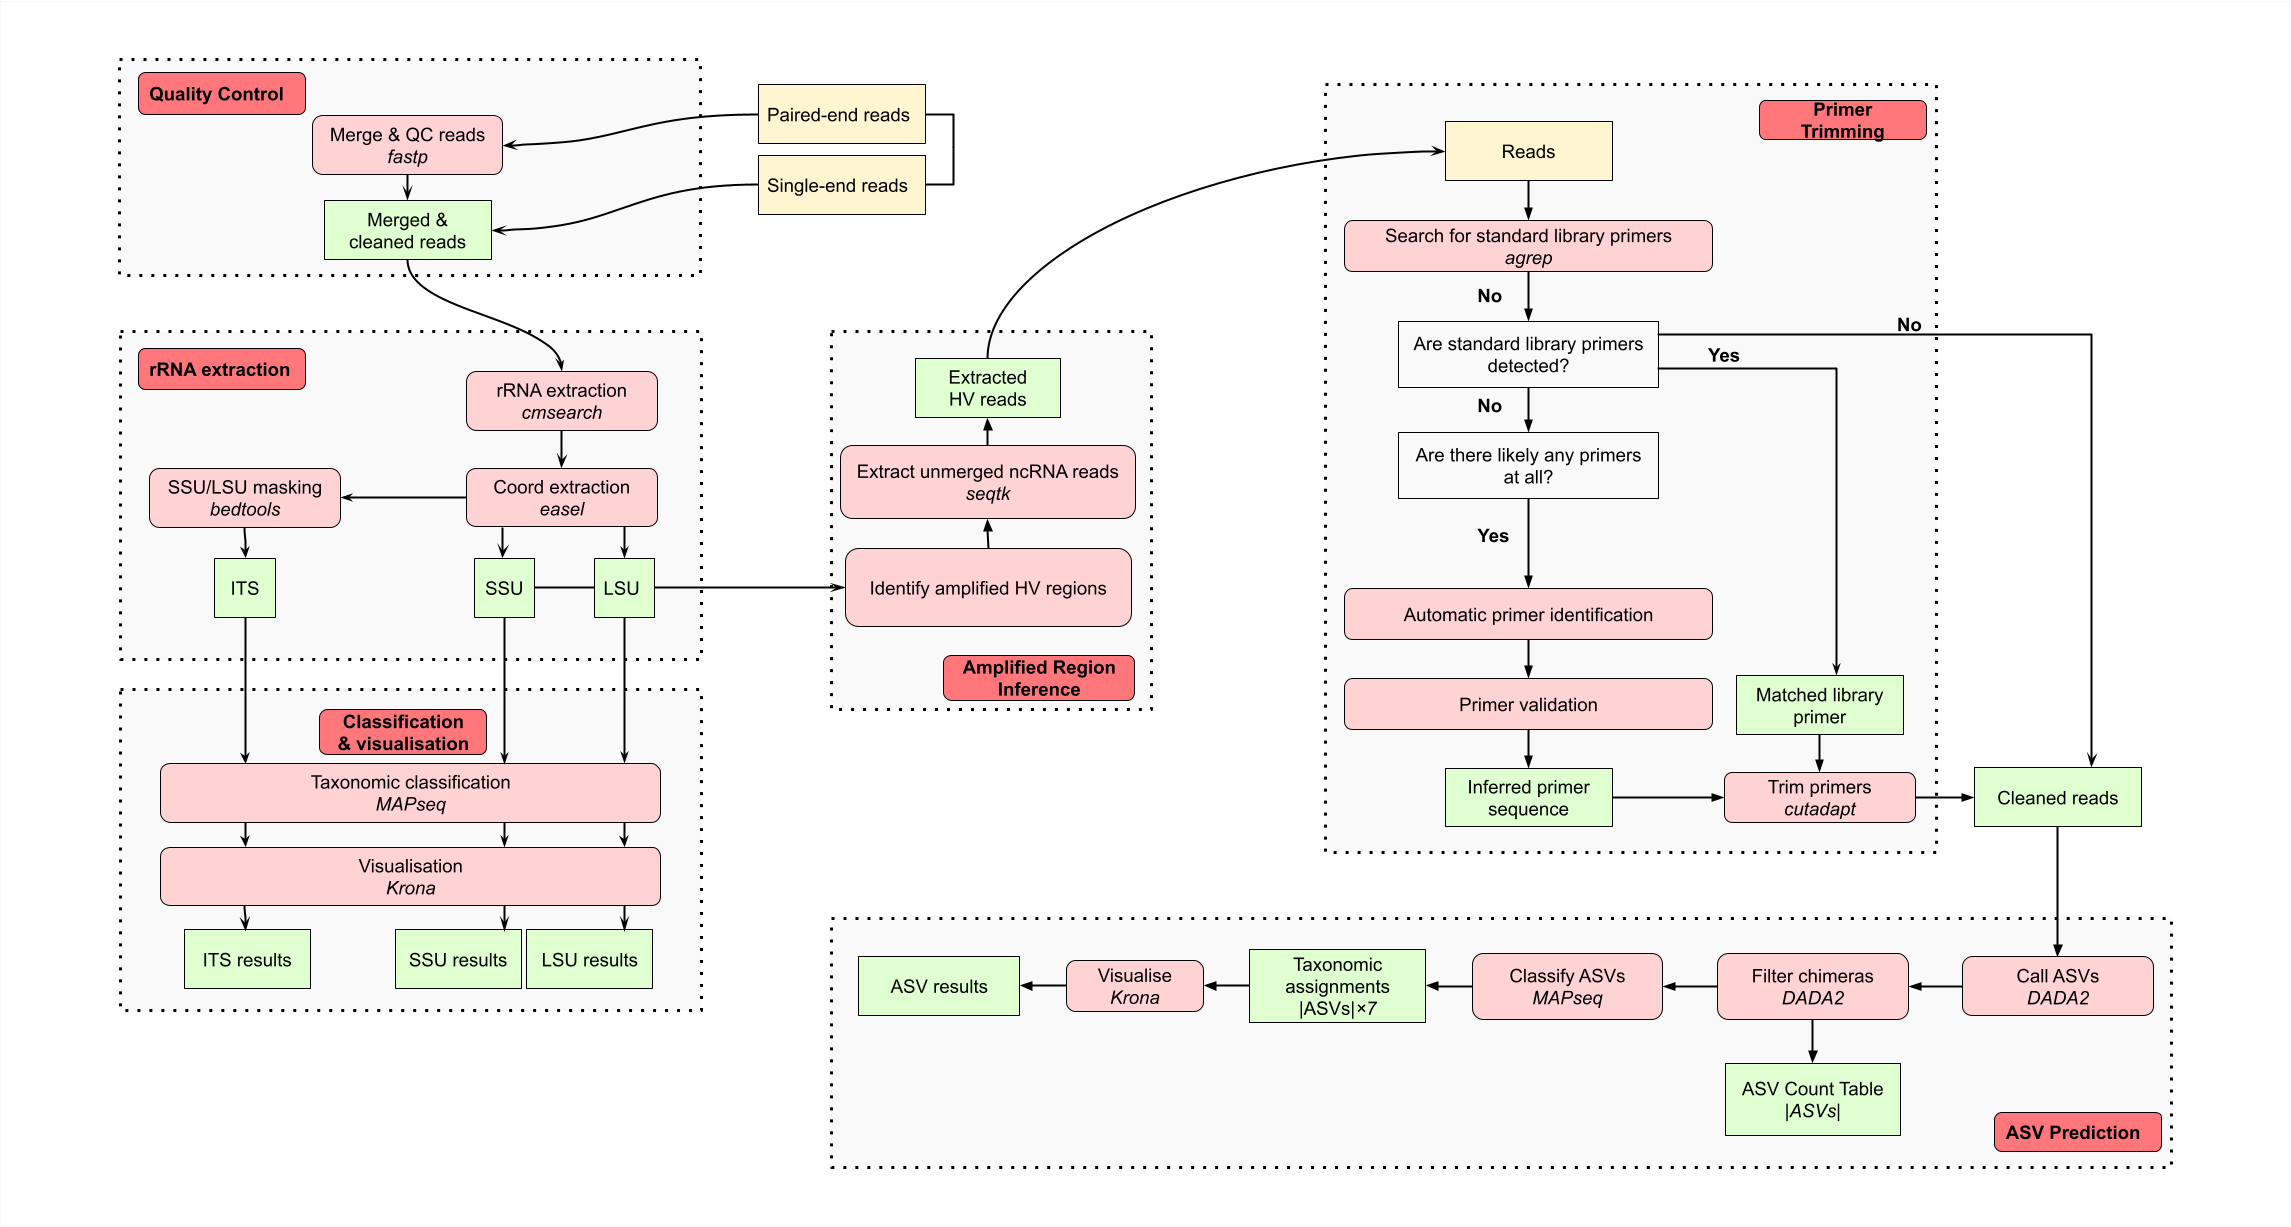 Quality Control
Merge & QC reads
fastp
Merged &
cleaned reads
Paired-end reads
Single-end reads
rRNA extraction
rRNA extraction
cmsearch
SSU/LSU masking
bedtools
Coord extraction
easel
ITS
SSU
LSU
Classification
& visualisation
Taxonomic classification
MAPseq
Visualisation
Krona
ITS results
SSU results
LSU results
Extracted
HV reads
Extract unmerged ncRNA reads
seqtk
Identify amplified HV regions
Amplified Region
Inference
Primer
Trimming
Reads
Search for standard library primers
agrep
No
Are standard library primers
detected?
No
Yes
No
Are there likely any primers
at all?
Yes
Automatic primer identification
Primer validation
Matched library
primer
Inferred primer
sequence
Trim primers
cutadapt
Cleaned reads
ASV results
Visualise
Krona
Taxonomic
assignments
|ASVs|×7
Classify ASVs
MAPseq
Filter chimeras
DADA2
Call ASVs
DADA2
ASV Count Table
|ASVs|
ASV Prediction